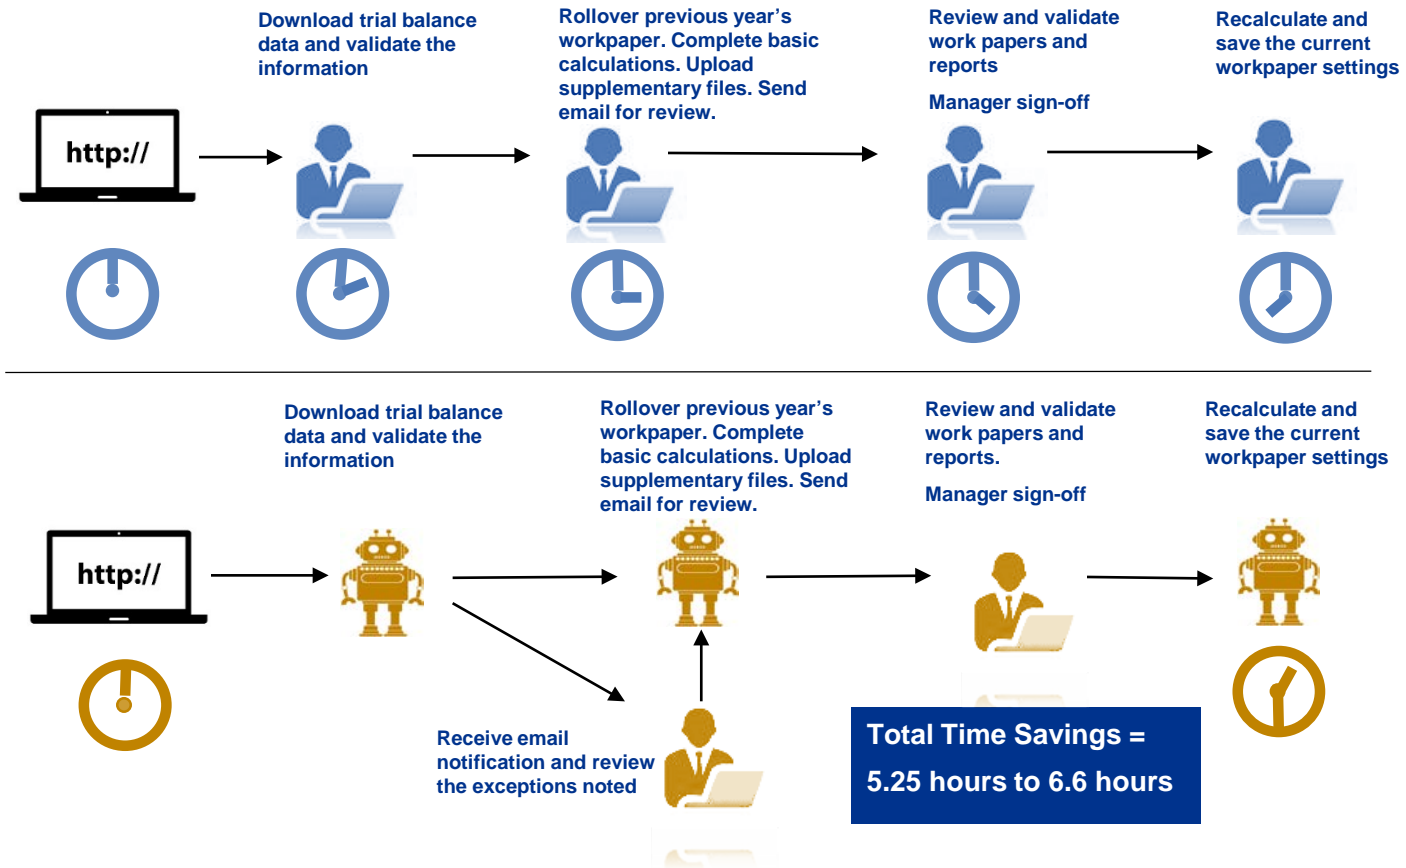 Download trial balance
data and validate the
information
Rollover previous year’s
workpaper. Complete basic
calculations. Upload
supplementary files. Send
email for review.
Review and validate
work papers and
reports
Manager sign-off
Recalculate and
save the current
workpaper settings
http://
Download trial balance
data and validate the
information
Rollover previous year’s
workpaper. Complete
basic calculations. Upload
supplementary files. Send
email for review.
Review and validate
work papers and
reports.
Manager sign-off
Recalculate and
save the current
workpaper settings
http://
Receive email
notification and review
the exceptions noted
Total Time Savings =
5.25 hours to 6.6 hours